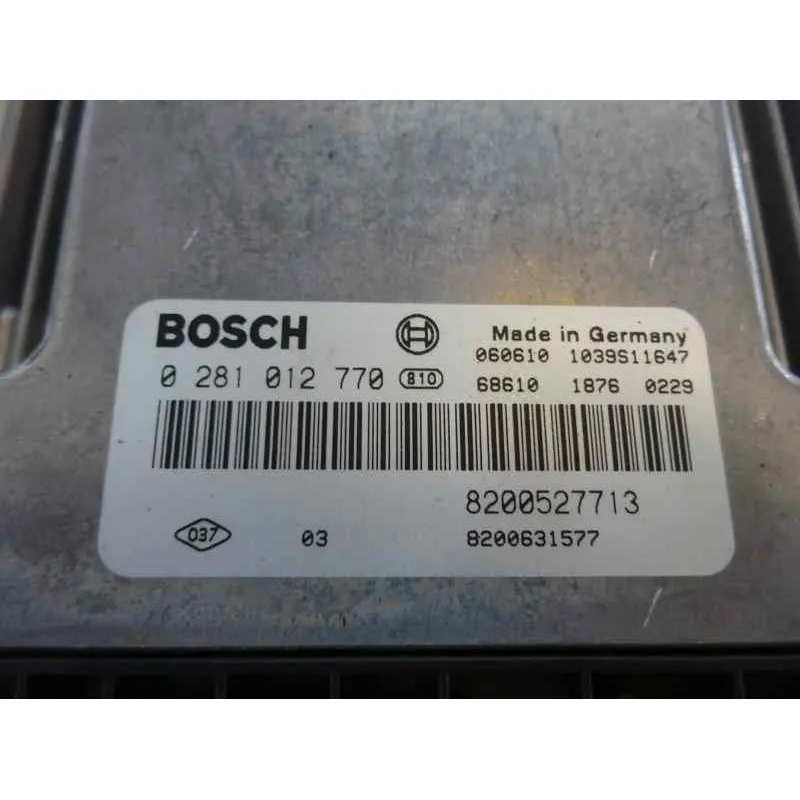 BOSCH
Made in Germany
060610 1039S11647
0 281 012 770 810
68610 1876 0229
8200527713
037 03 8200631577